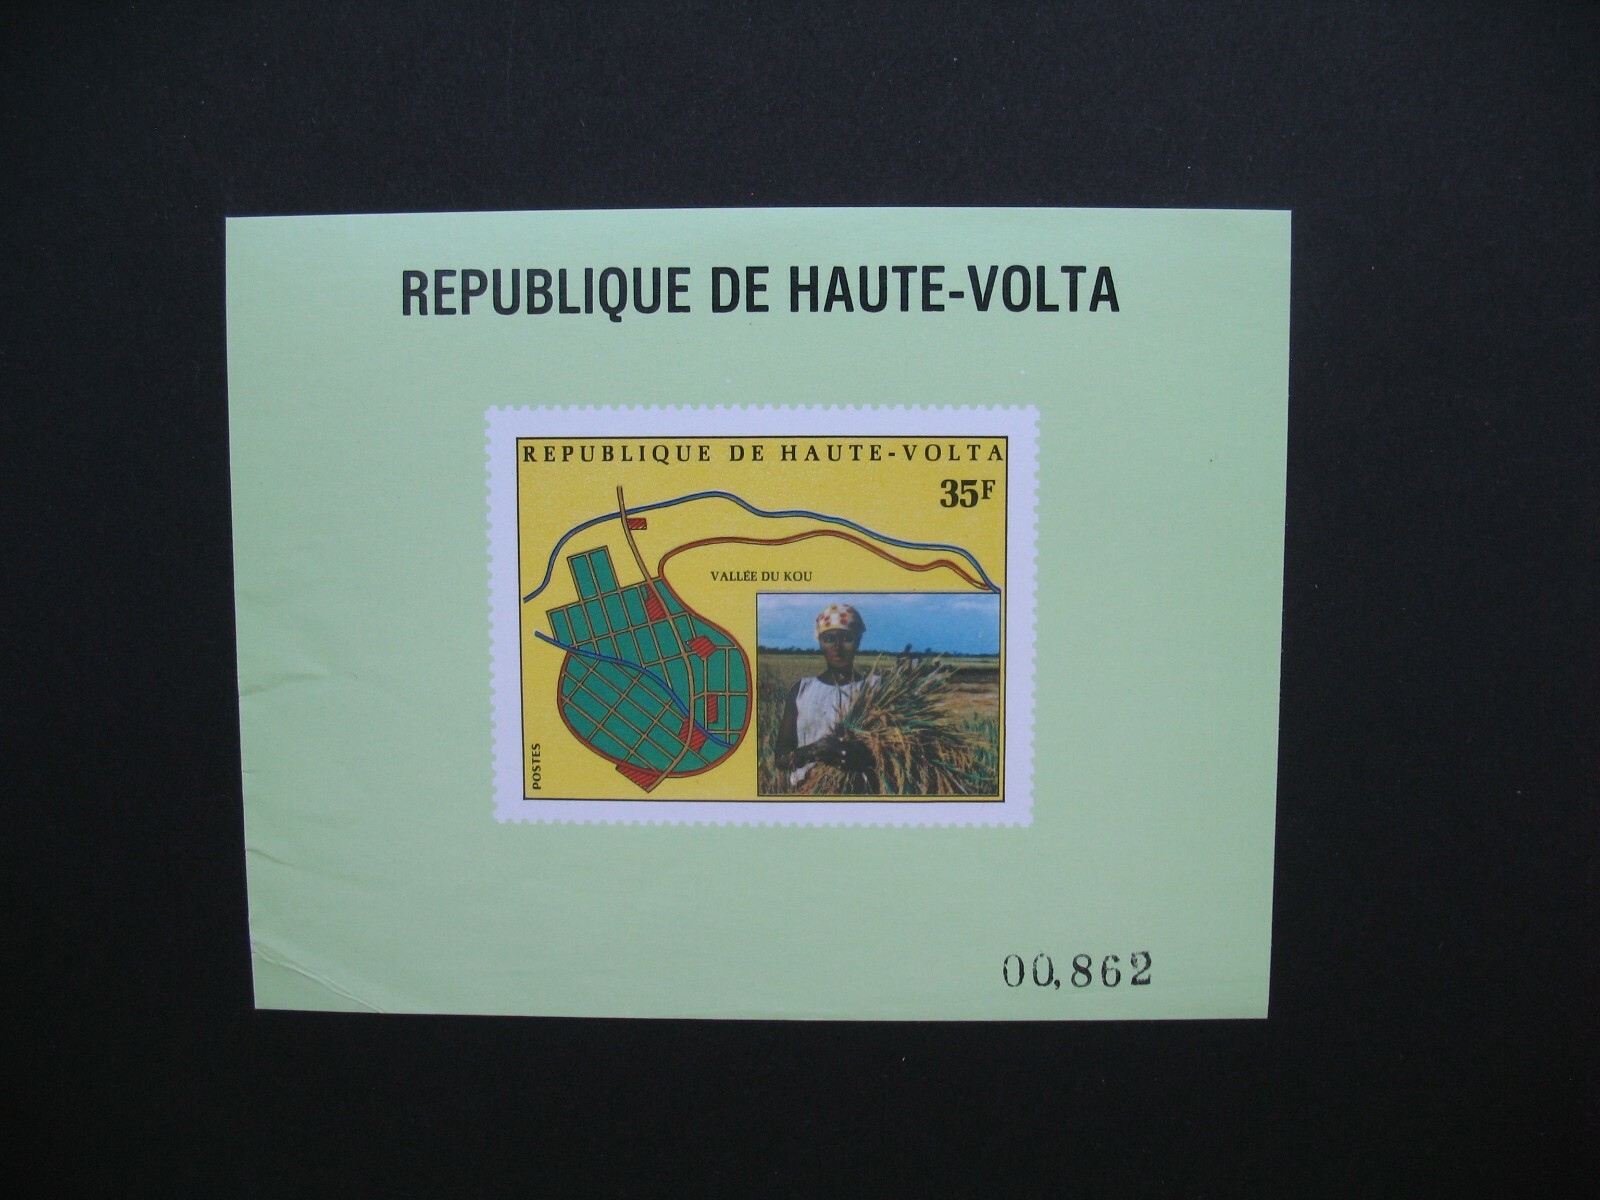 REPUBLIQUE DE HAUTE-VOLTA
REPUBLIQUE DE HAUTE-VOLTA
35F
VALLÉE DU KOU
POSTES
00,862